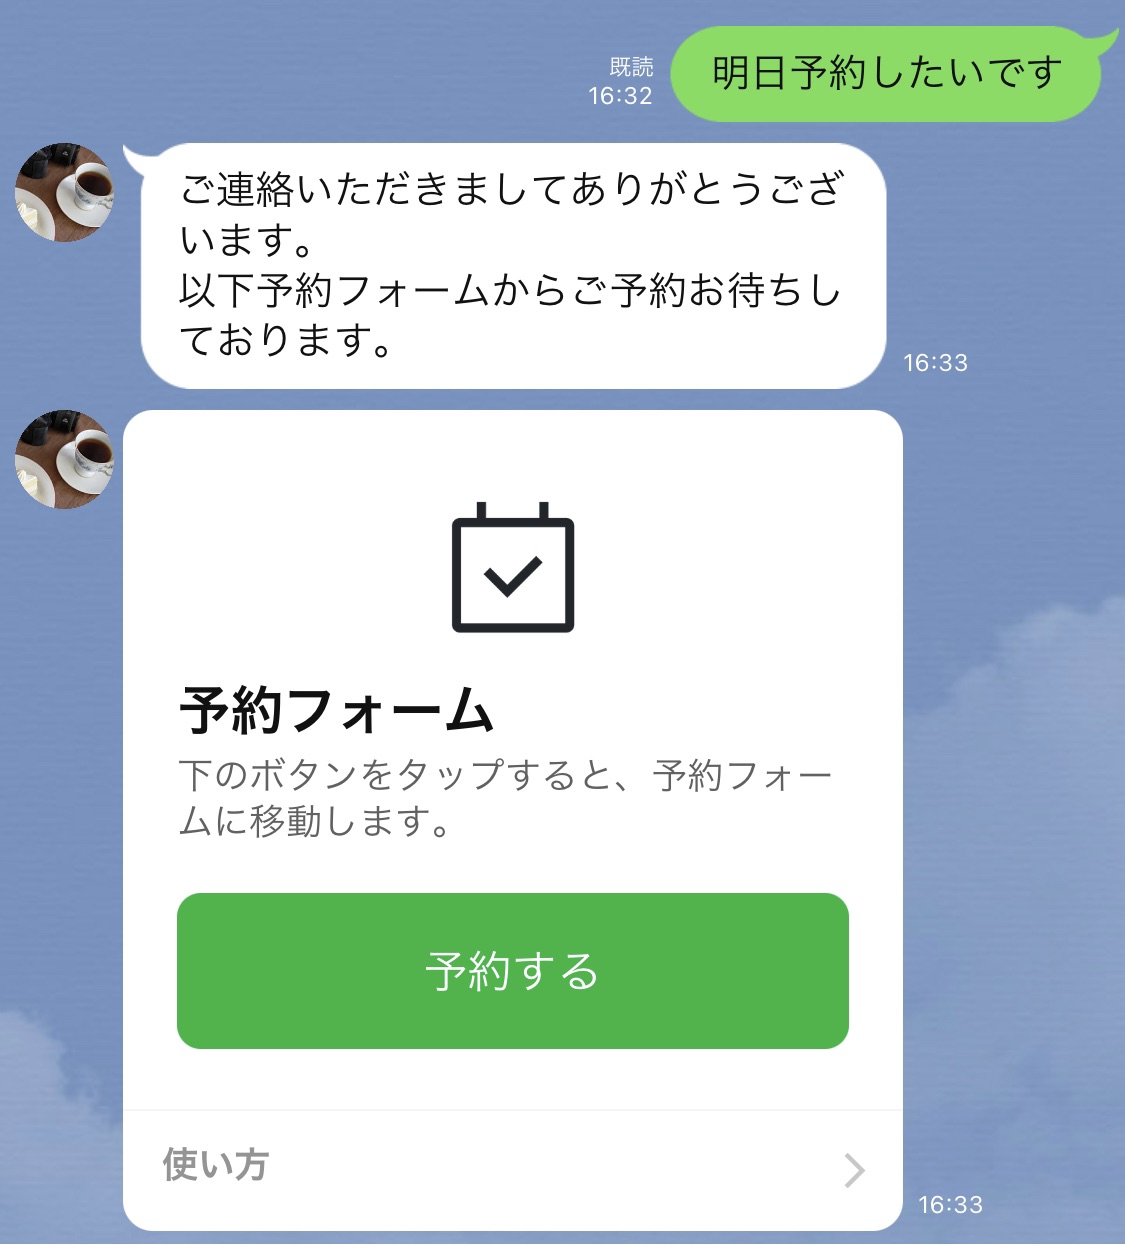 明日予約したいです
既読
16:32
ご連絡いただきましてありがとうござ
います。
以下予約フォームからご予約お待ちし
ております。
16:33
予約フォーム
下のボタンをタップすると、予約フォー
ムに移動します。
予約する
使い方
16:33